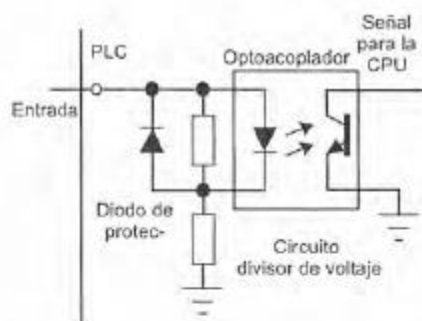 Señal
para la
CPU
PLC
Optoacoplador
Entrada
Diodo de
protec-
Circuito
divisor de voltaje